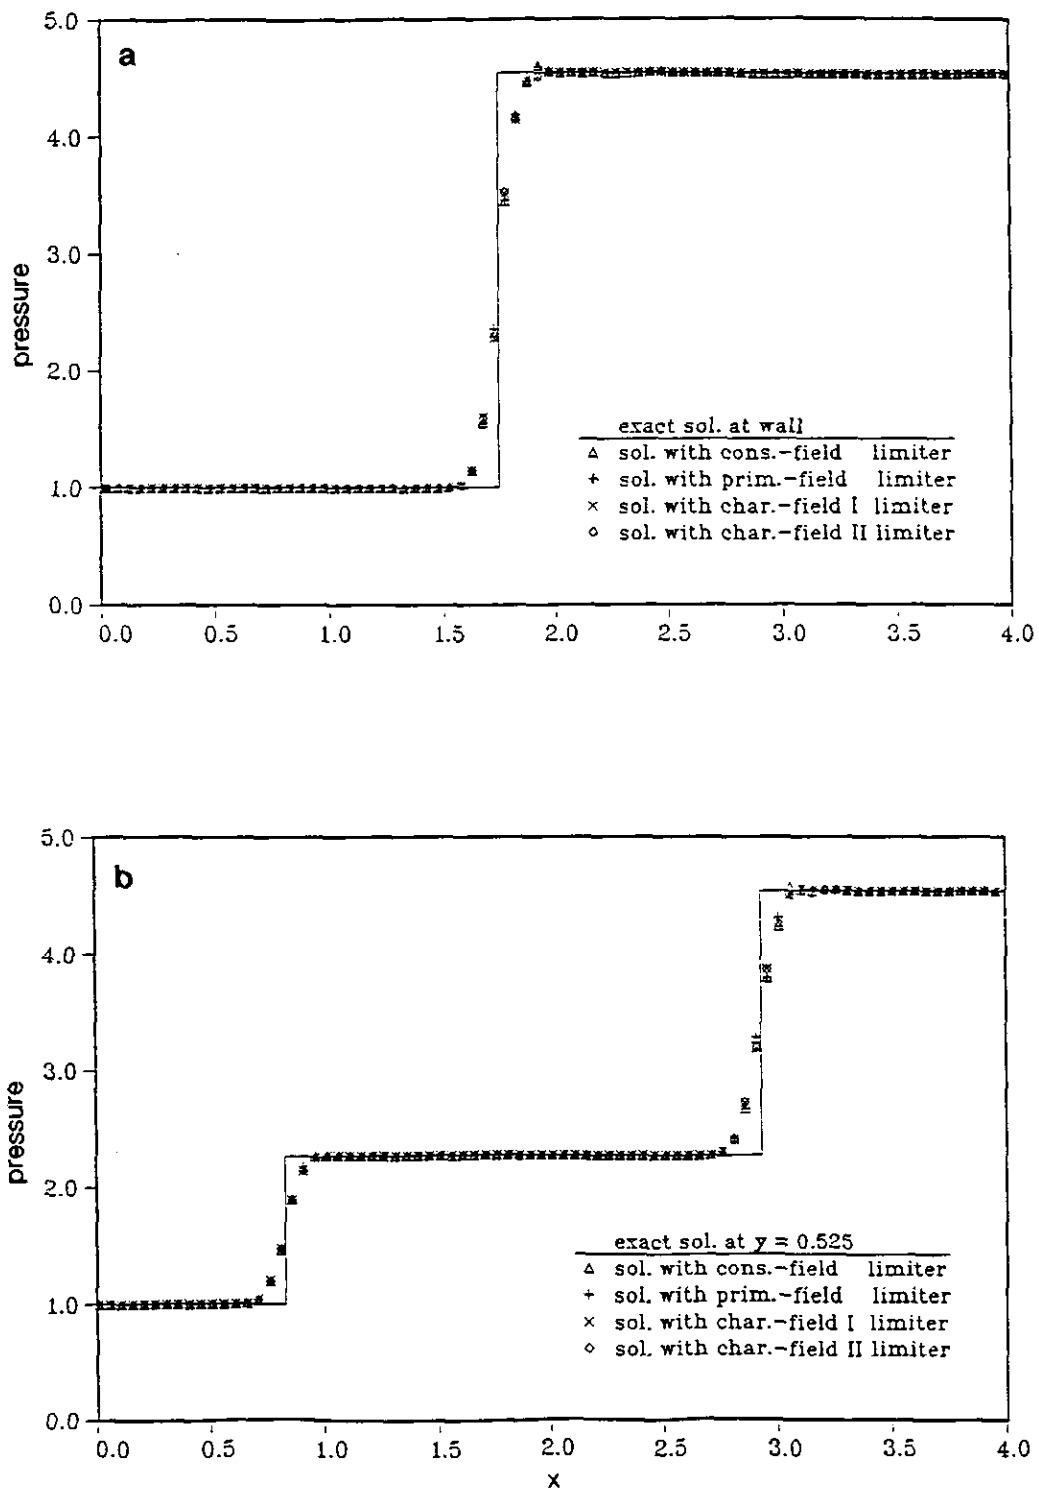 a
5.0
4.0
3.0
2.0
1.0
0.0
pressure
exact sol. at wall
△ sol. with cons.-field limiter
+ sol. with prim.-field limiter
× sol. with char.-field I limiter
◇ sol. with char.-field II limiter
0.0 0.5 1.0 1.5 2.0 2.5 3.0 3.5 4.0
b
5.0
4.0
3.0
2.0
1.0
0.0
pressure
exact sol. at y = 0.525
△ sol. with cons.-field limiter
+ sol. with prim.-field limiter
× sol. with char.-field I limiter
◇ sol. with char.-field II limiter
0.0 0.5 1.0 1.5 2.0 2.5 3.0 3.5 4.0
x